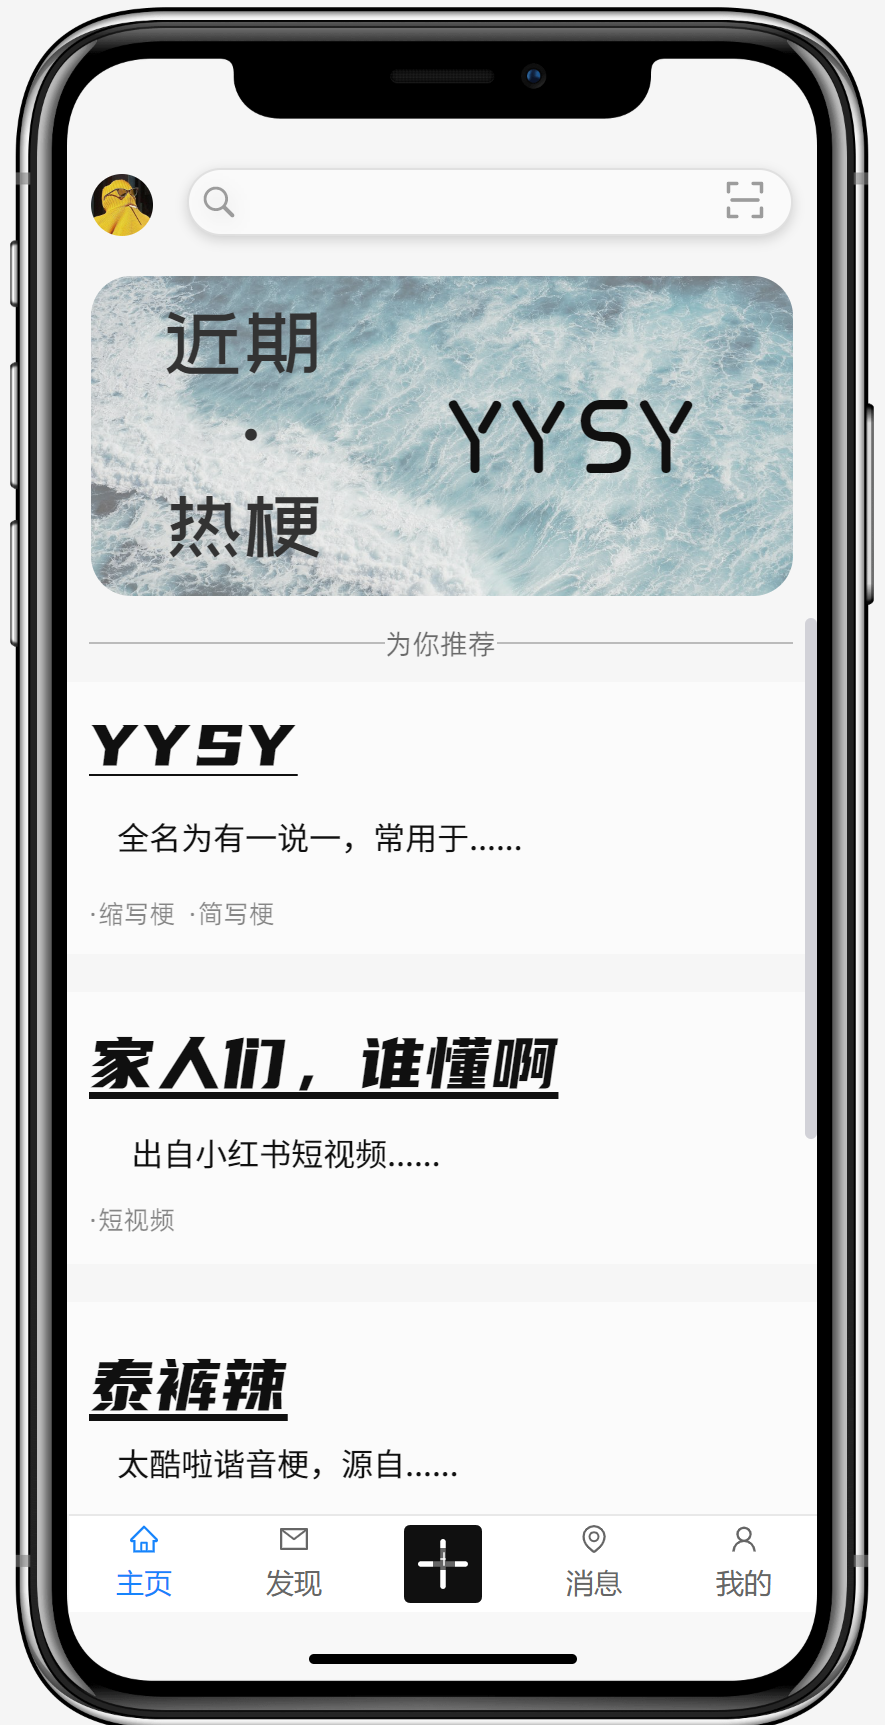 近期
·
热梗
YYSY
为你推荐
YYSY
全名为有一说一，常用于......
·缩写梗 ·简写梗
家人们，谁懂啊
出自小红书短视频......
·短视频
泰裤辣
太酷啦谐音梗，源自......
主页 发现 消息 我的